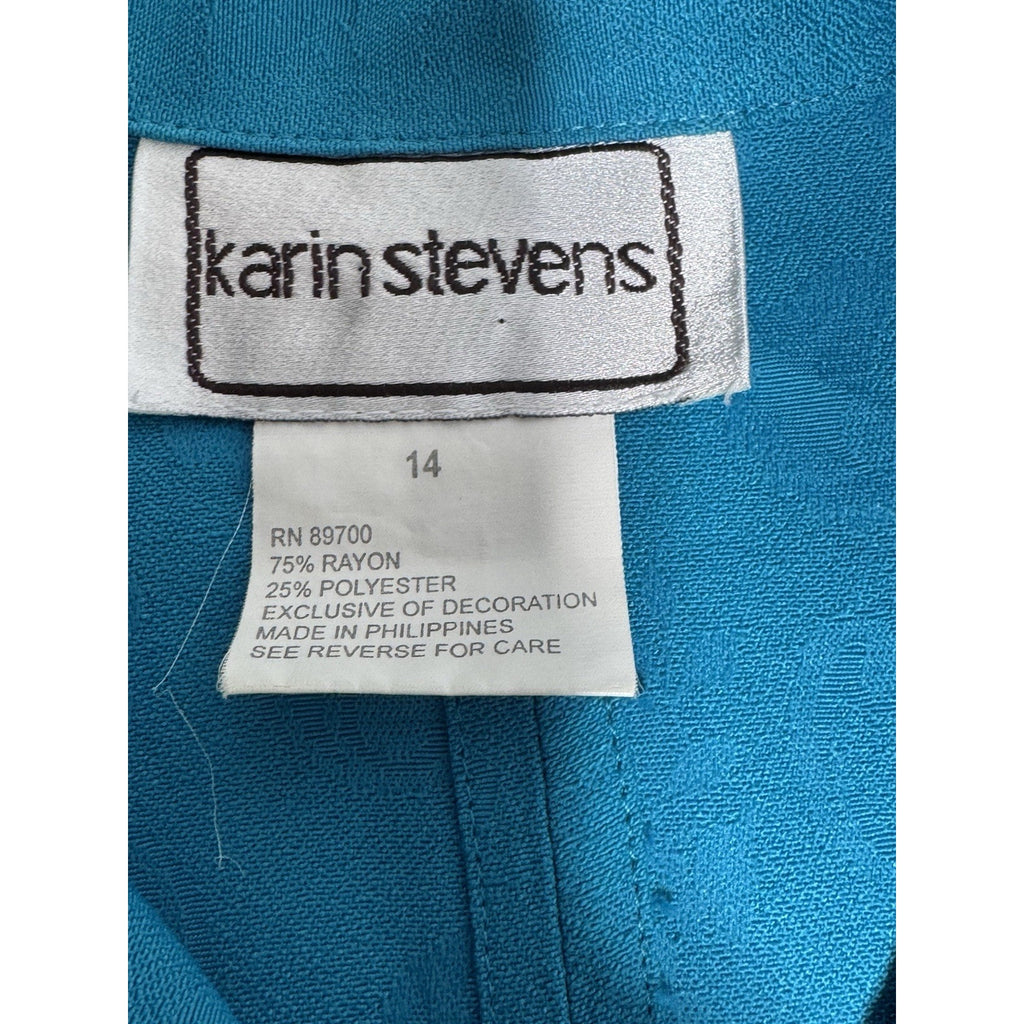 karin stevens
14
RN 89700
75% RAYON
25% POLYESTER
EXCLUSIVE OF DECORATION
MADE IN PHILIPPINES
SEE REVERSE FOR CARE